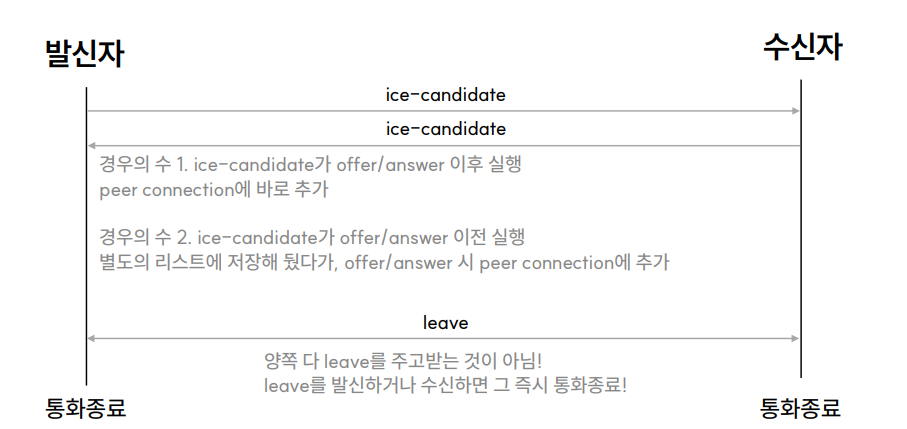 발신자
수신자
ice-candidate
ice-candidate
경우의 수 1. ice-candidate가 offer/answer 이후 실행
peer connection에 바로 추가
경우의 수 2. ice-candidate가 offer/answer 이전 실행
별도의 리스트에 저장해 뒀다가, offer/answer 시 peer connection에 추가
leave
양쪽 다 leave를 주고받는 것이 아님!
leave를 발신하거나 수신하면 그 즉시 통화종료!
통화종료
통화종료